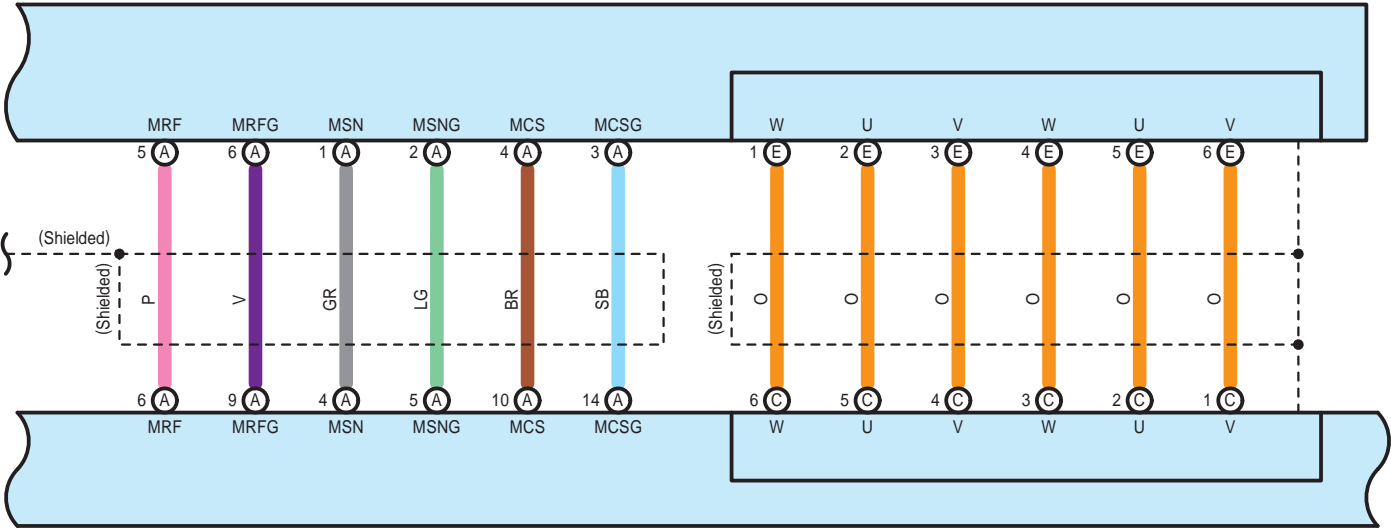 MRF MRFG MSN MSNG MCS MCSG W U V W U V
5 A 6 A 1 A 2 A 4 A 3 A 1 E 2 E 3 E 4 E 5 E 6 E
(Shielded)
(Shielded) P V GR LG BR SB (Shielded) O O O O O O
6 A 9 A 4 A 5 A 10 A 14 A 6 C 5 C 4 C 3 C 2 C 1 C
MRF MRFG MSN MSNG MCS MCSG W U V W U V